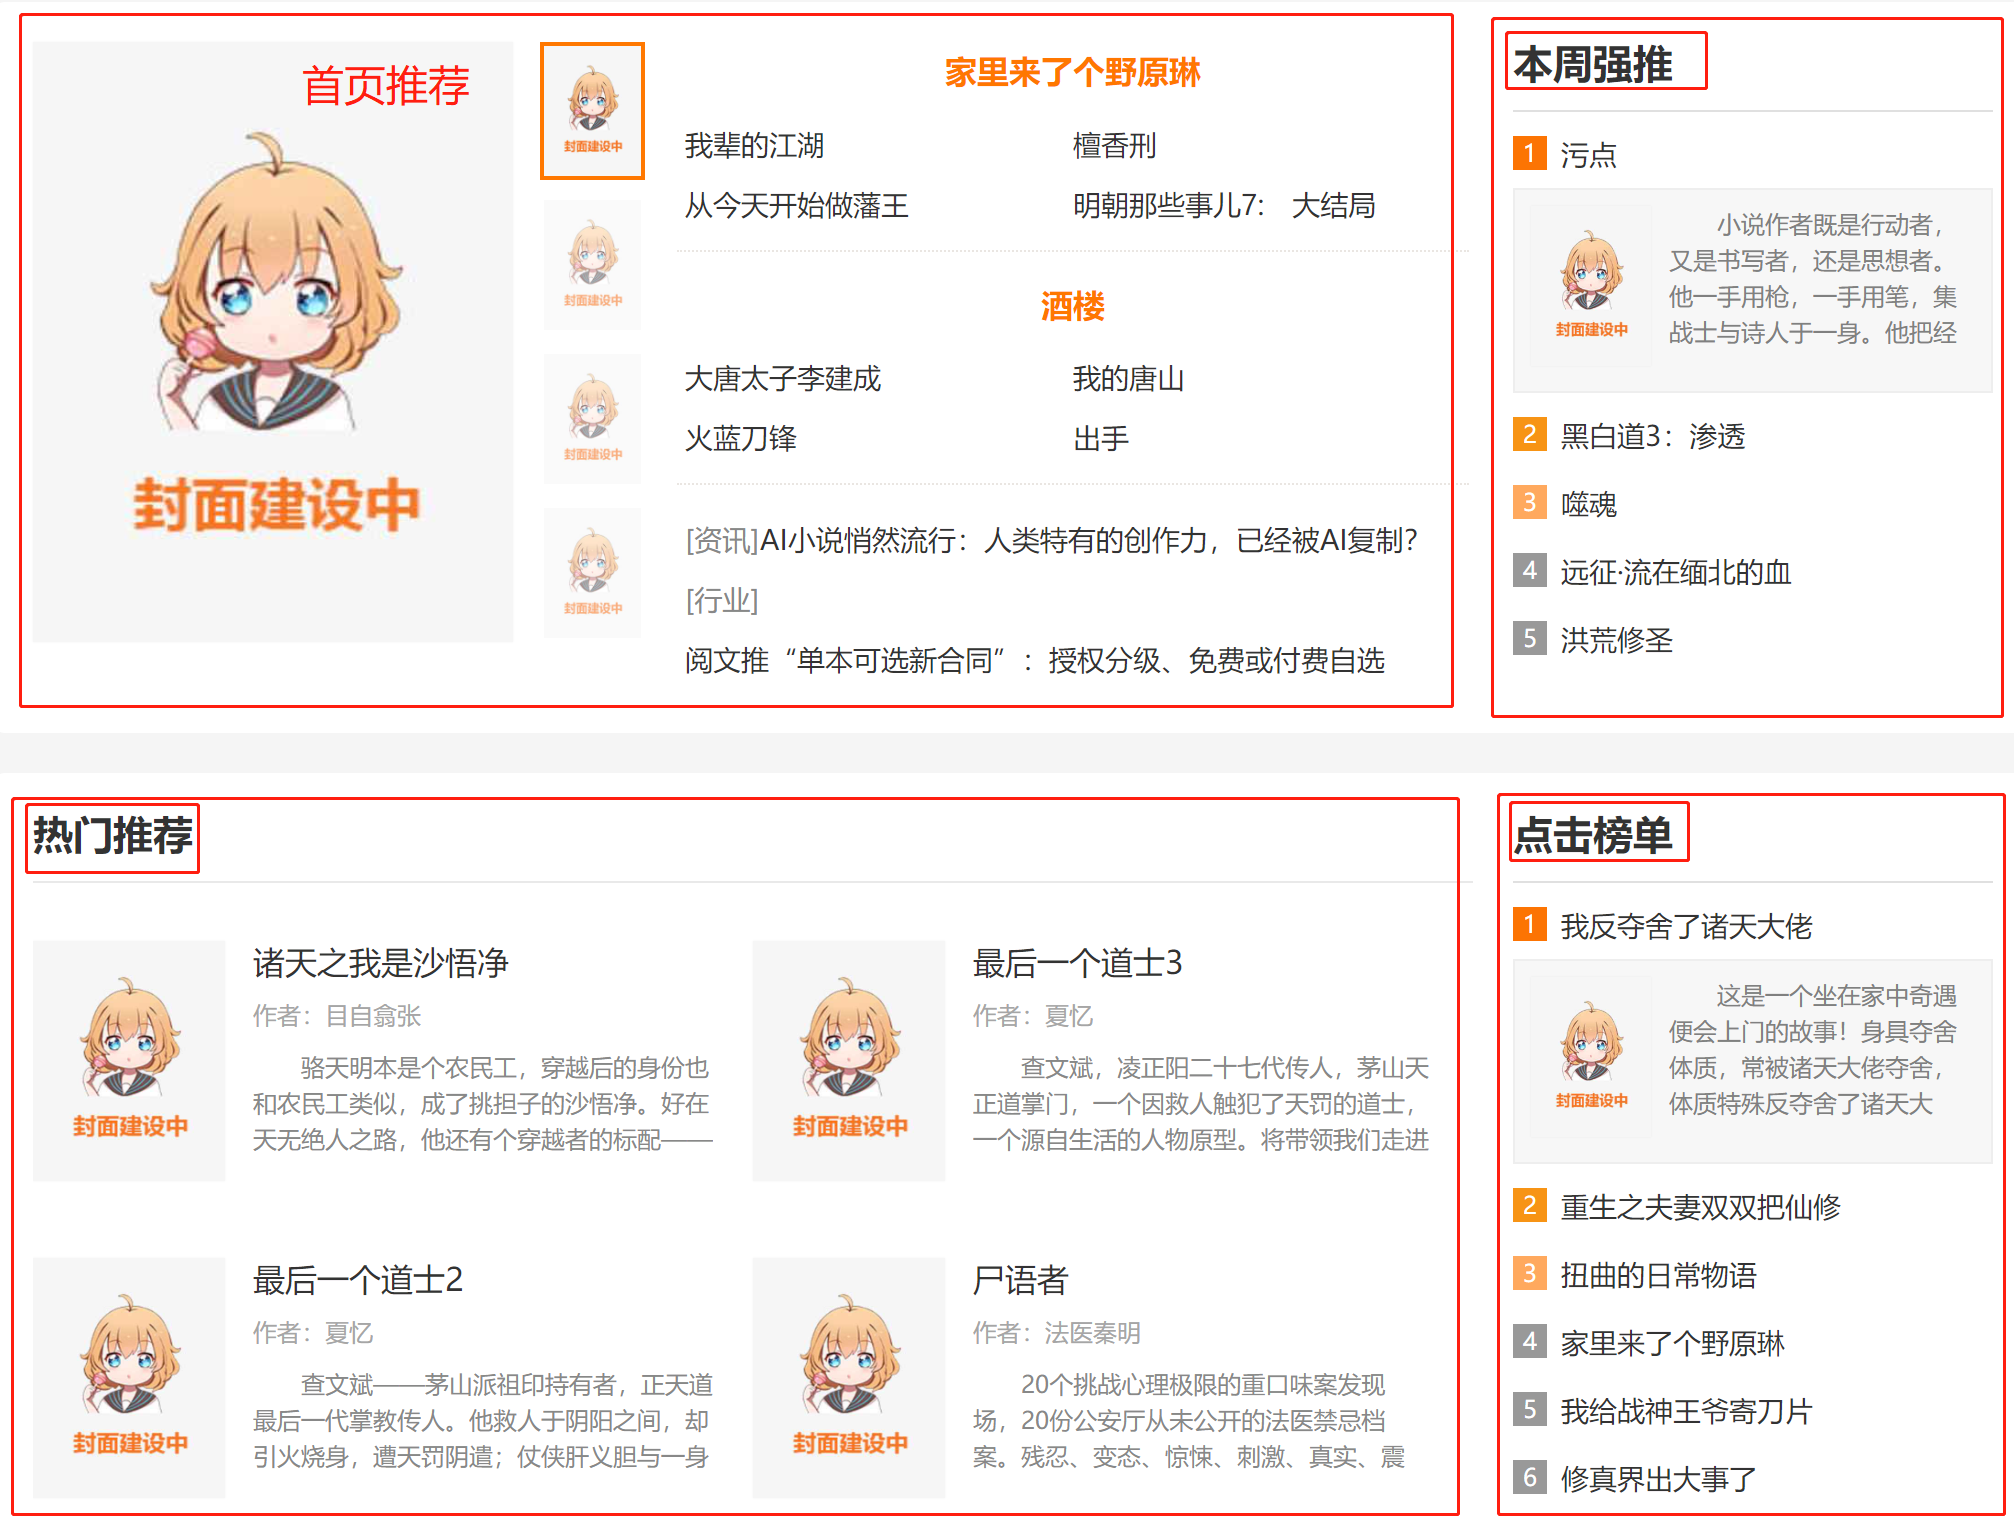 首页推荐
封面建设中
封面建设中
封面建设中
封面建设中
封面建设中
家里来了个野原琳
我辈的江湖
檀香刑
从今天开始做藩王
明朝那些事儿7： 大结局
酒楼
大唐太子李建成
我的唐山
火蓝刀锋
出手
[资讯]AI小说悄然流行：人类特有的创作力，已经被AI复制？
[行业]
阅文推“单本可选新合同”：授权分级、免费或付费自选
本周强推
1 污点
封面建设中
小说作者既是行动者，
又是书写者，还是思想者。
他一手用枪，一手用笔，集
战士与诗人于一身。他把经
2 黑白道3：渗透
3 噬魂
4 远征·流在缅北的血
5 洪荒修圣
热门推荐
封面建设中
诸天之我是沙悟净
作者：目自翕张
骆天明本是个农民工，穿越后的身份也
和农民工类似，成了挑担子的沙悟净。好在
天无绝人之路，他还有个穿越者的标配——
封面建设中
最后一个道士3
作者：夏忆
查文斌，凌正阳二十七代传人，茅山天
正道掌门，一个因救人触犯了天罚的道士，
一个源自生活的人物原型。将带领我们走进
封面建设中
最后一个道士2
作者：夏忆
查文斌——茅山派祖印持有者，正天道
最后一代掌教传人。他救人于阴阳之间，却
引火烧身，遭天罚阴遣；仗侠肝义胆与一身
封面建设中
尸语者
作者：法医秦明
20个挑战心理极限的重口味案发现
场，20份公安厅从未公开的法医禁忌档
案。残忍、变态、惊悚、刺激、真实、震
点击榜单
1 我反夺舍了诸天大佬
封面建设中
这是一个坐在家中奇遇
便会上门的故事！身具夺舍
体质，常被诸天大佬夺舍，
体质特殊反夺舍了诸天大
2 重生之夫妻双双把仙修
3 扭曲的日常物语
4 家里来了个野原琳
5 我给战神王爷寄刀片
6 修真界出大事了